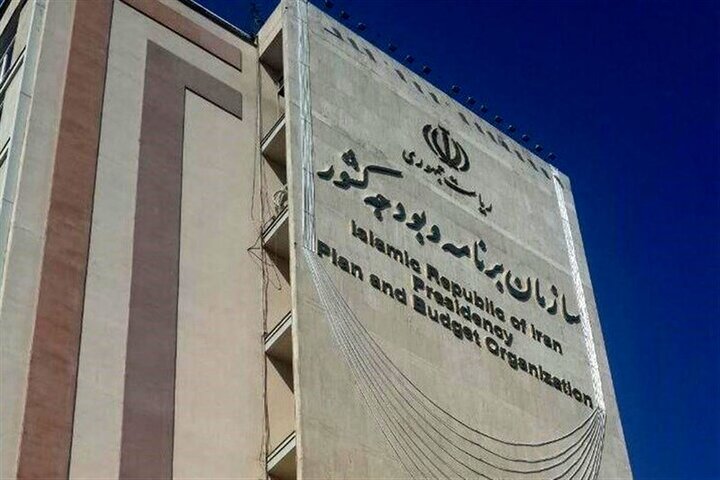 ریاست جمهوری
سازمان برنامه و بودجه کشور
Islamic Republic of Iran
Presidency
Plan and Budget Organization